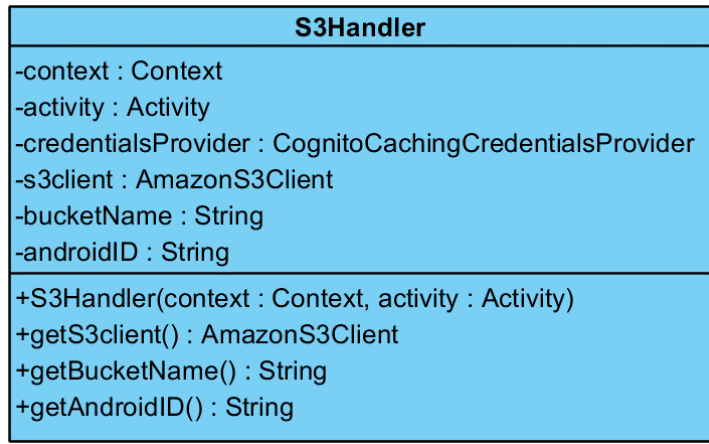 S3Handler
-context : Context
-activity : Activity
-credentialsProvider : CognitoCachingCredentialsProvider
-s3client : AmazonS3Client
-bucketName : String
-androidID : String
+S3Handler(context : Context, activity : Activity)
+getS3client() : AmazonS3Client
+getBucketName() : String
+getAndroidID() : String